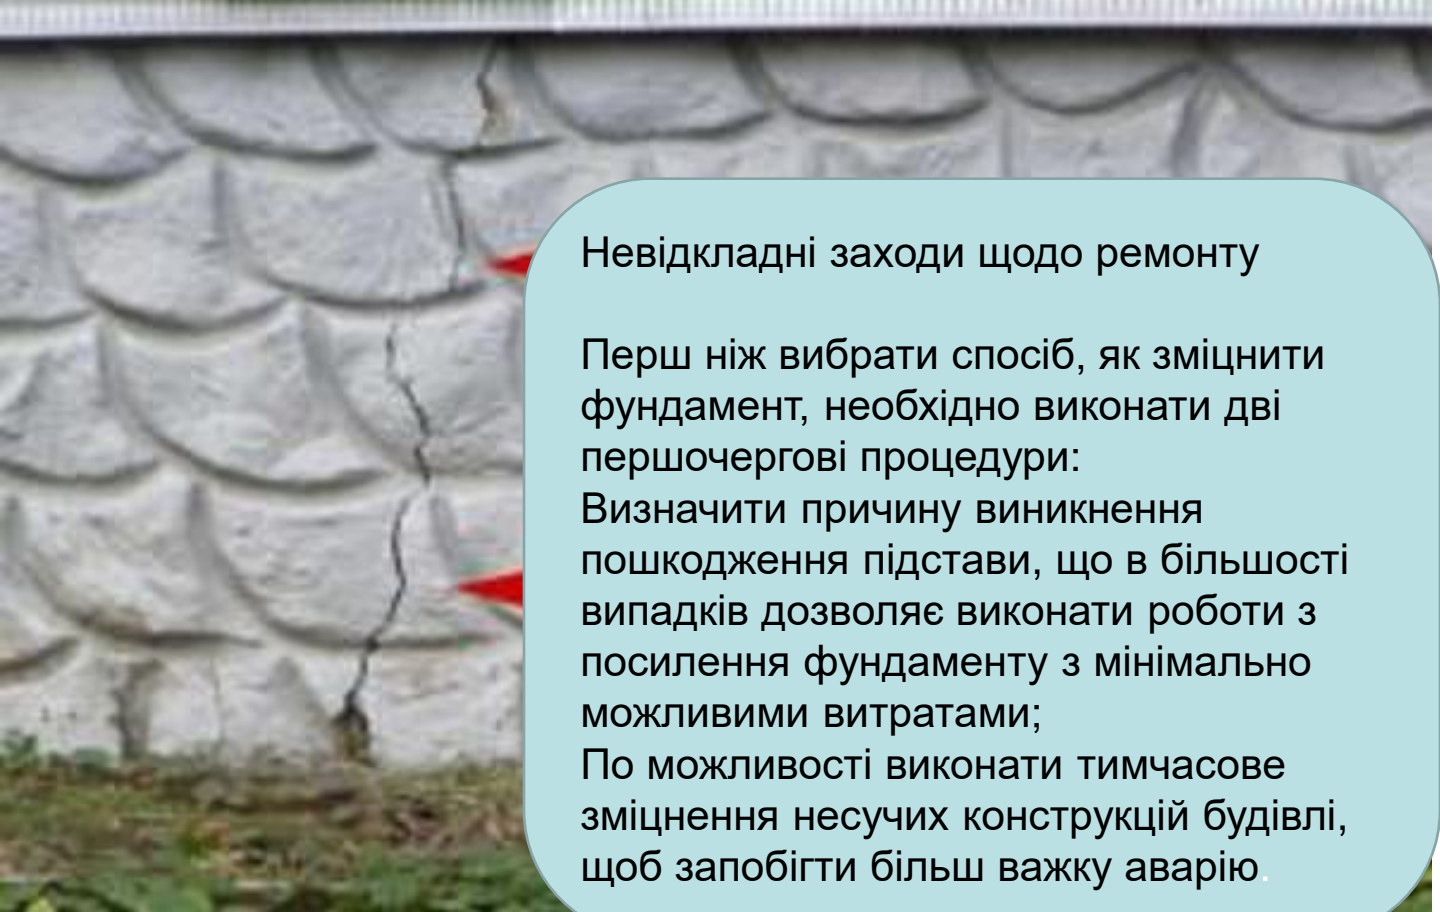 Невідкладні заходи щодо ремонту
Перш ніж вибрати спосіб, як зміцнити
фундамент, необхідно виконати дві
першочергові процедури:
Визначити причину виникнення
пошкодження підстави, що в більшості
випадків дозволяє виконати роботи з
посилення фундаменту з мінімально
можливими витратами;
По можливості виконати тимчасове
зміцнення несучих конструкцій будівлі,
щоб запобігти більш важку аварію.